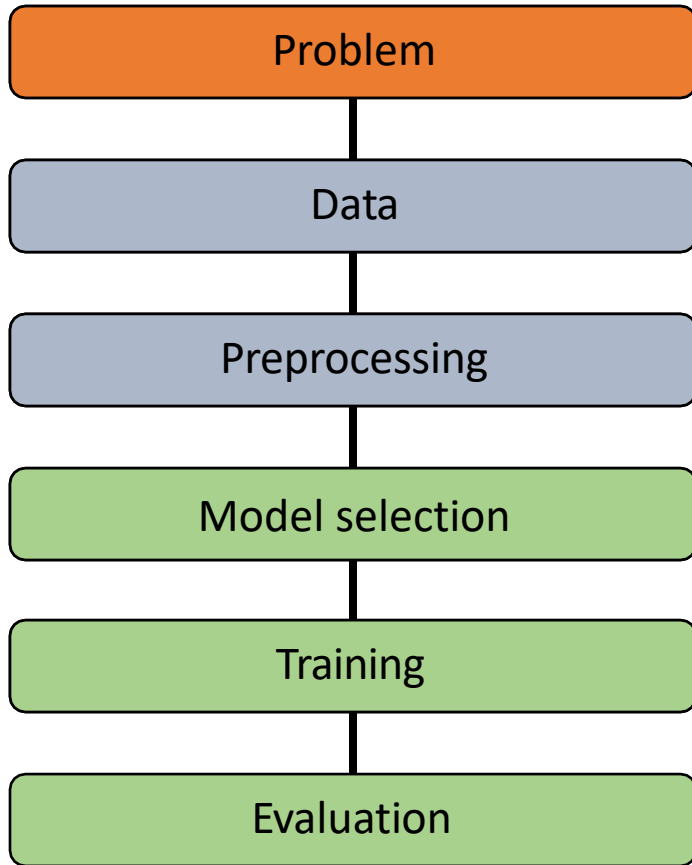 Problem
Data
Preprocessing
Model selection
Training
Evaluation